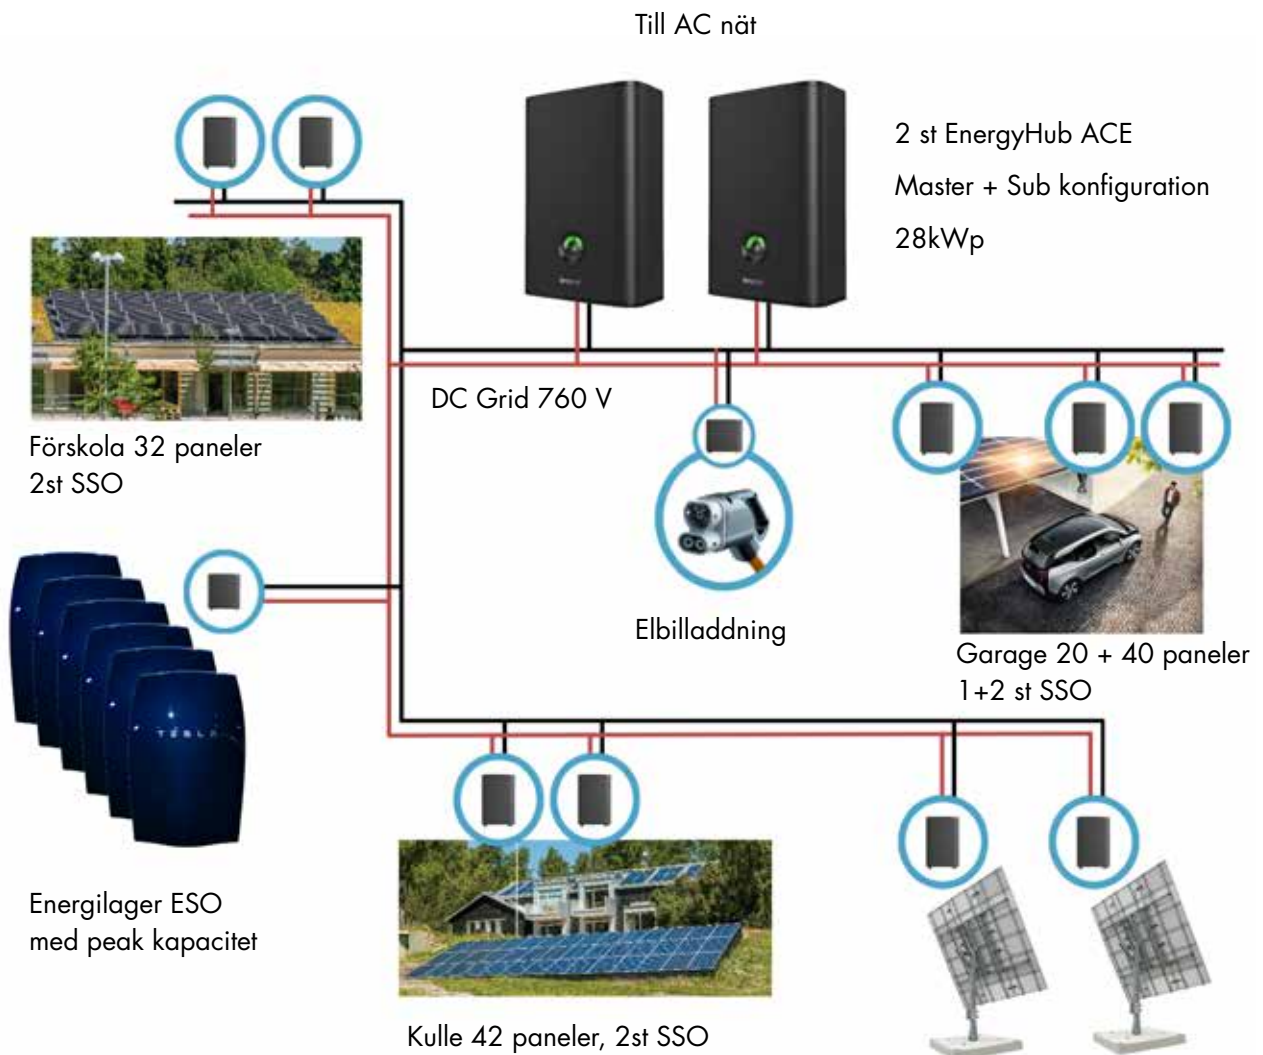 Till AC nät
2 st EnergyHub ACE
Master + Sub konfiguration
28kWp
DC Grid 760 V
Förskola 32 paneler
2st SSO
Elbilladdning
Garage 20 + 40 paneler
1+2 st SSO
TESLA
Energilager ESO
med peak kapacitet
Kulle 42 paneler, 2st SSO